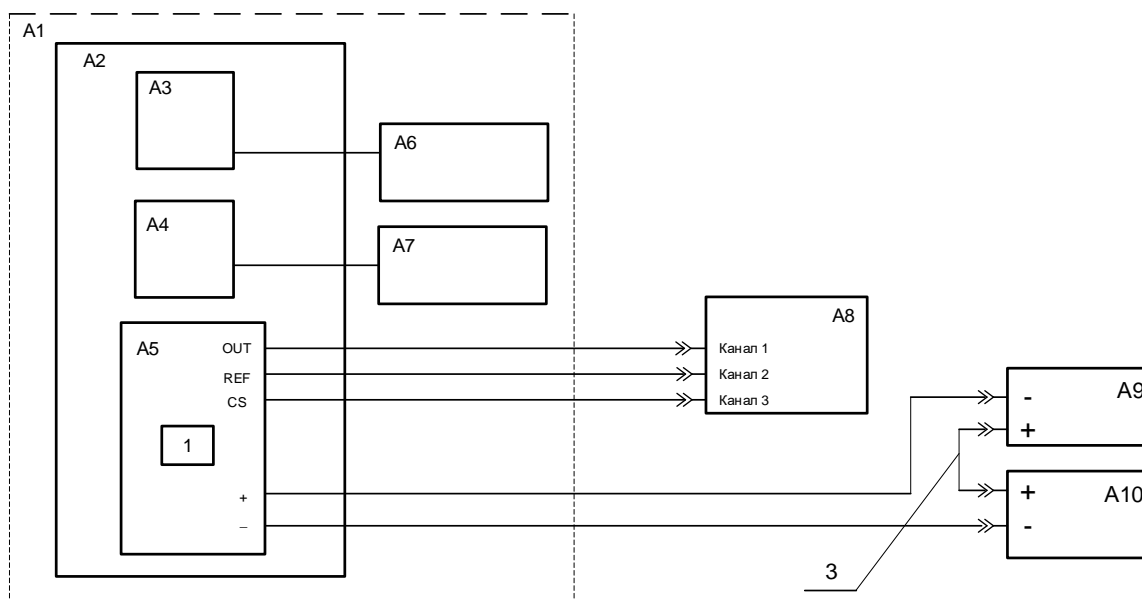 A1
A2
A3
A6
A4
A7
A5
OUT
REF
CS
1
+
–
A8
Канал 1
Канал 2
Канал 3
A9
-
+
A10
+
-
3